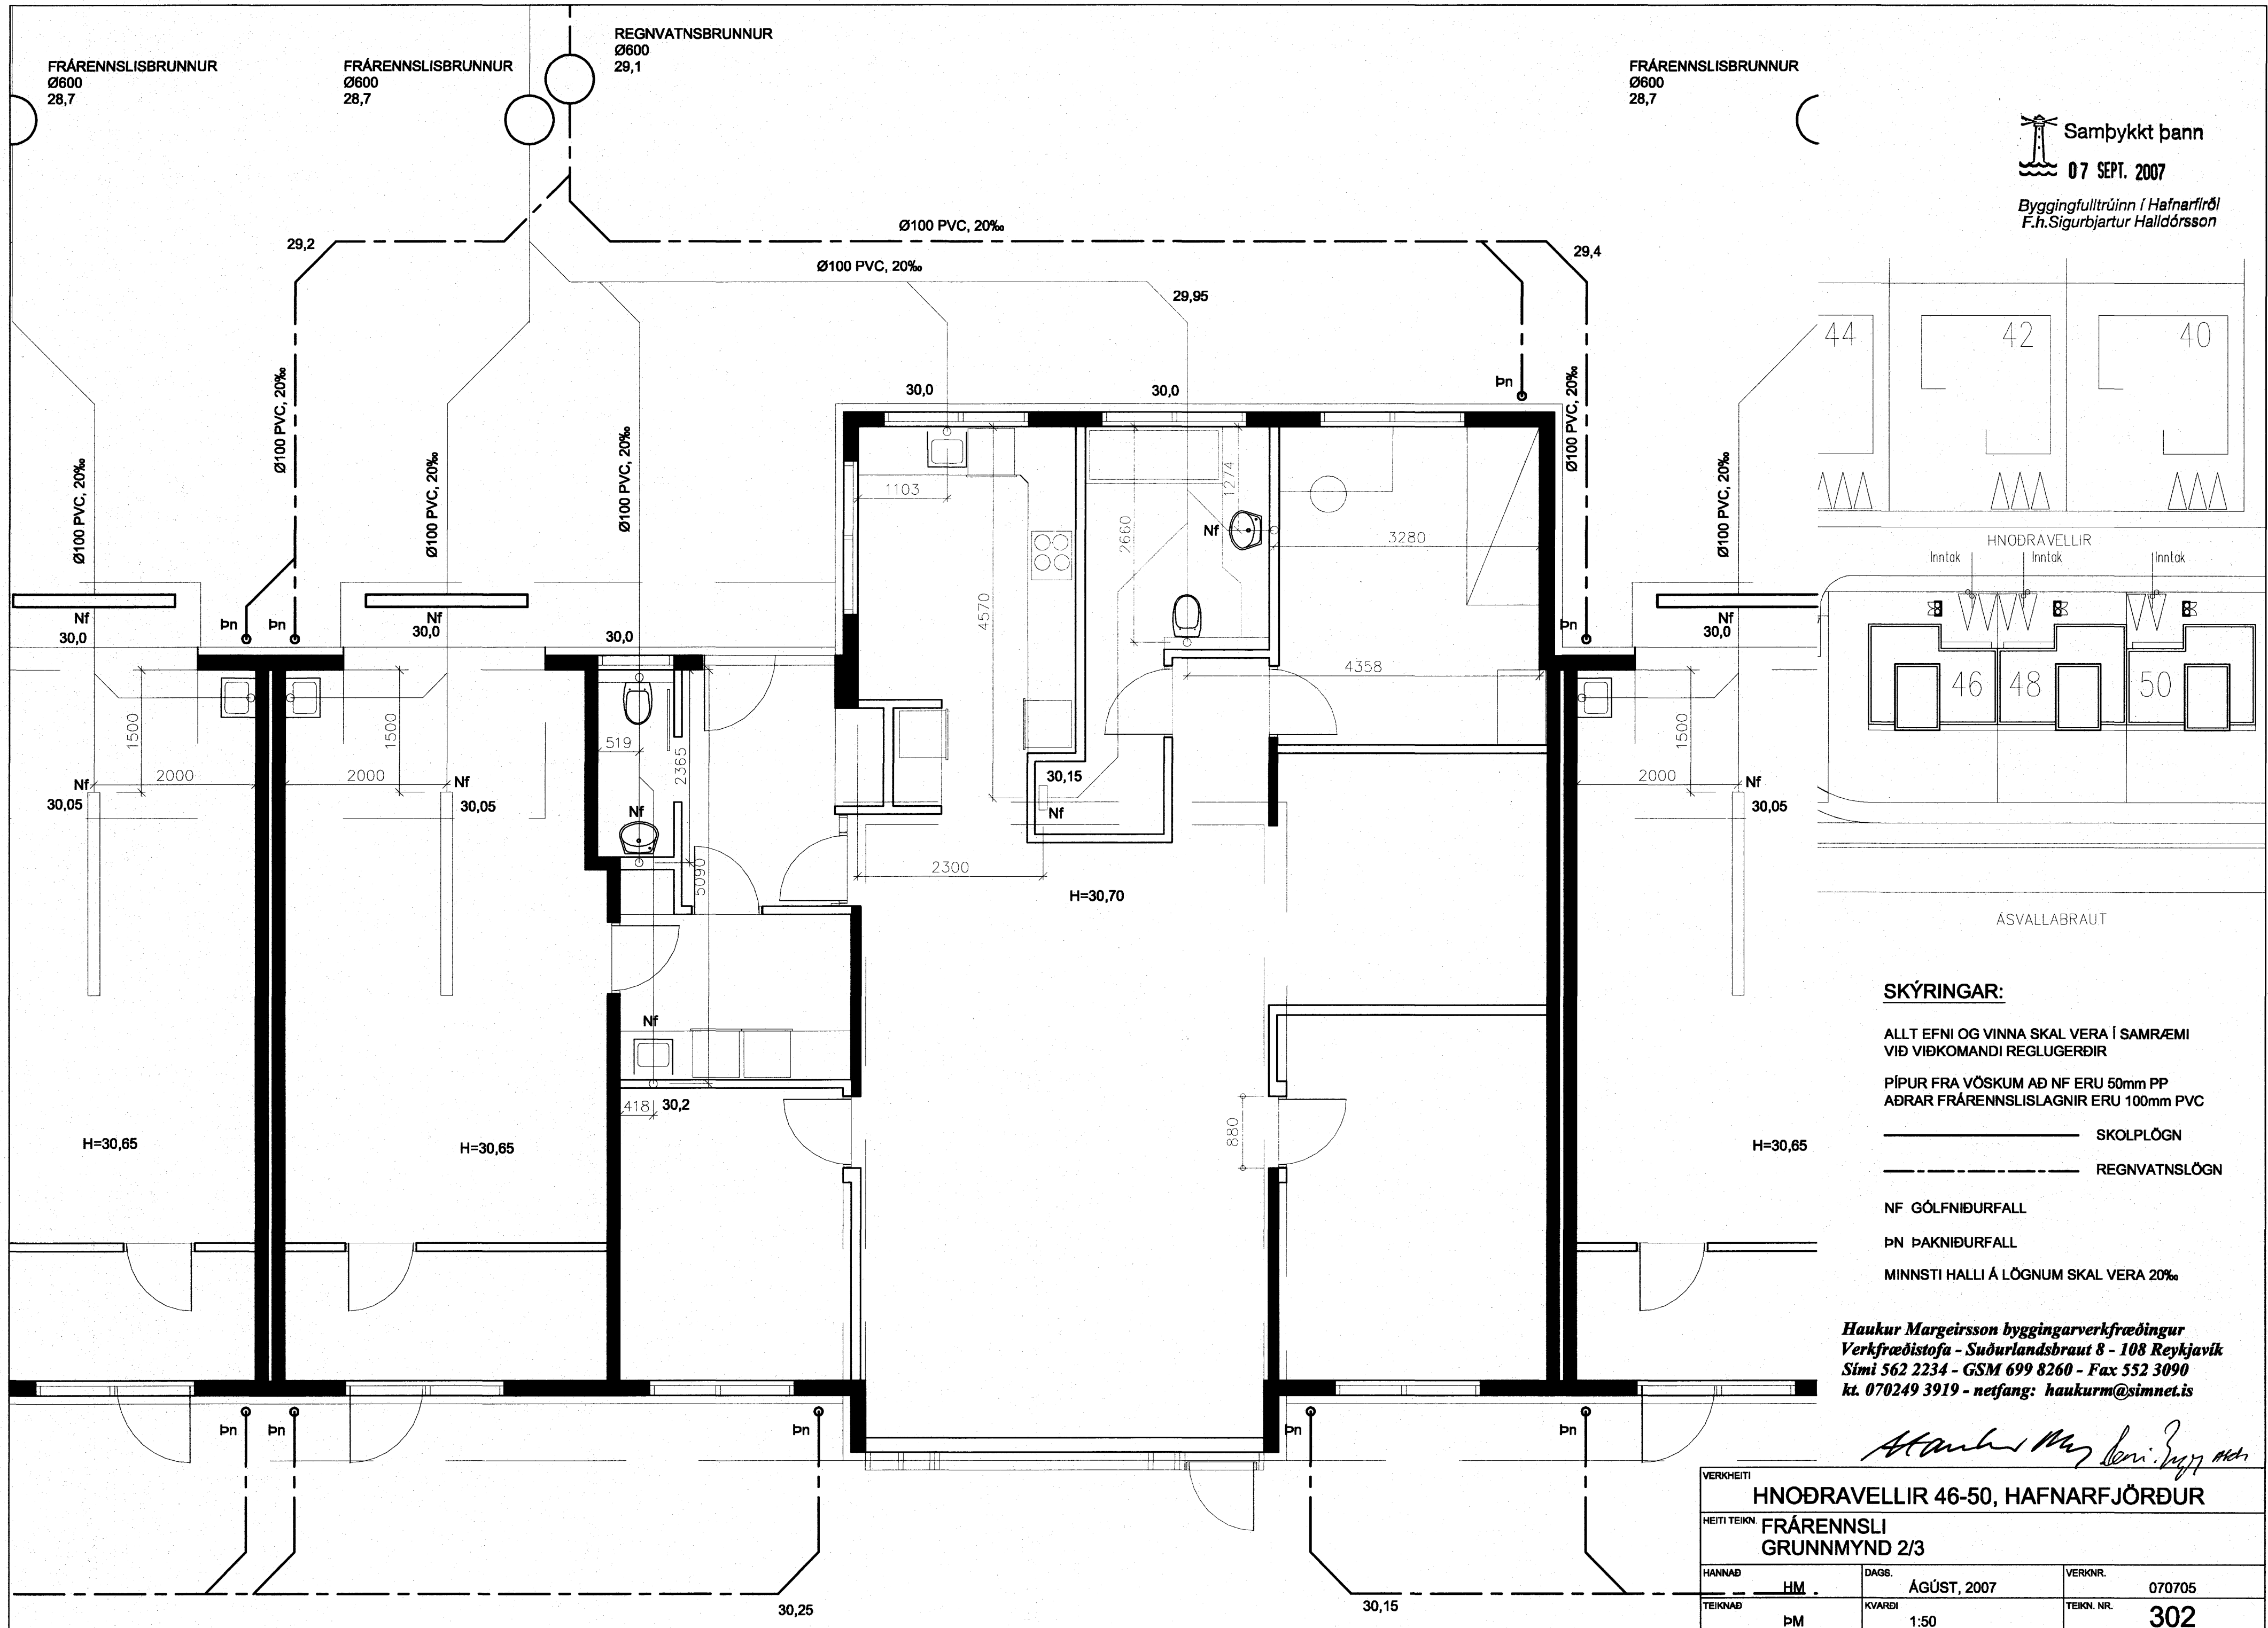 FRÁRENNSLISBRUNNUR
Ø600
28,7
FRÁRENNSLISBRUNNUR
Ø600
28,7
REGNVATNSBRUNNUR
Ø600
29,1
FRÁRENNSLISBRUNNUR
Ø600
28,7
Samþykkt þann
07 SEPT. 2007
Byggingfulltrúinn í Hafnarfirði
F.h.Sigurbjartur Halldórsson
29,2
Ø100 PVC, 20‰
29,4
Ø100 PVC, 20‰
29,95
Ø100 PVC, 20‰
Ø100 PVC, 20‰
Ø100 PVC, 20‰
Ø100 PVC, 20‰
Ø100 PVC, 20‰
Ø100 PVC, 20‰
30,0
30,0
Þn
44
42
40
HNOÐRAVELLIR
Inntak
Inntak
Inntak
46
48
50
ÁSVALLABRAUT
1103
4570
2660
1274
Nf
3280
4358
Nf
30,0
Þn
Þn
Nf
30,0
30,0
Þn
Nf
30,0
1500
2000
Nf
30,05
1500
2000
Nf
30,05
519
2365
Nf
5090
30,15
Nf
2300
H=30,70
1500
2000
Nf
30,05
Nf
418
30,2
880
H=30,65
H=30,65
H=30,65
SKÝRINGAR:
ALLT EFNI OG VINNA SKAL VERA Í SAMRÆMI
VIÐ VIÐKOMANDI REGLUGERÐIR
PÍPUR FRA VÖSKUM AÐ NF ERU 50mm PP
AÐRAR FRÁRENNSLISLAGNIR ERU 100mm PVC
SKOLPLÖGN
REGNVATNSLÖGN
NF GÓLFNIÐURFALL
ÞN ÞAKNIÐURFALL
MINNSTI HALLI Á LÖGNUM SKAL VERA 20‰
Haukur Margeirsson byggingarverkfræðingur
Verkfræðistofa - Suðurlandsbraut 8 - 108 Reykjavík
Sími 562 2234 - GSM 699 8260 - Fax 552 3090
kt. 070249 3919 - netfang: haukurm@simnet.is
Þn
Þn
Þn
Þn
Þn
30,25
30,15
VERKHEITI
HNOÐRAVELLIR 46-50, HAFNARFJÖRÐUR
HEITI TEIKN.
FRÁRENNSLI
GRUNNMYND 2/3
HANNAÐ
HM
DAGS.
ÁGÚST, 2007
VERKNR.
070705
TEIKNAÐ
ÞM
KVARÐI
1:50
TEIKN. NR.
302